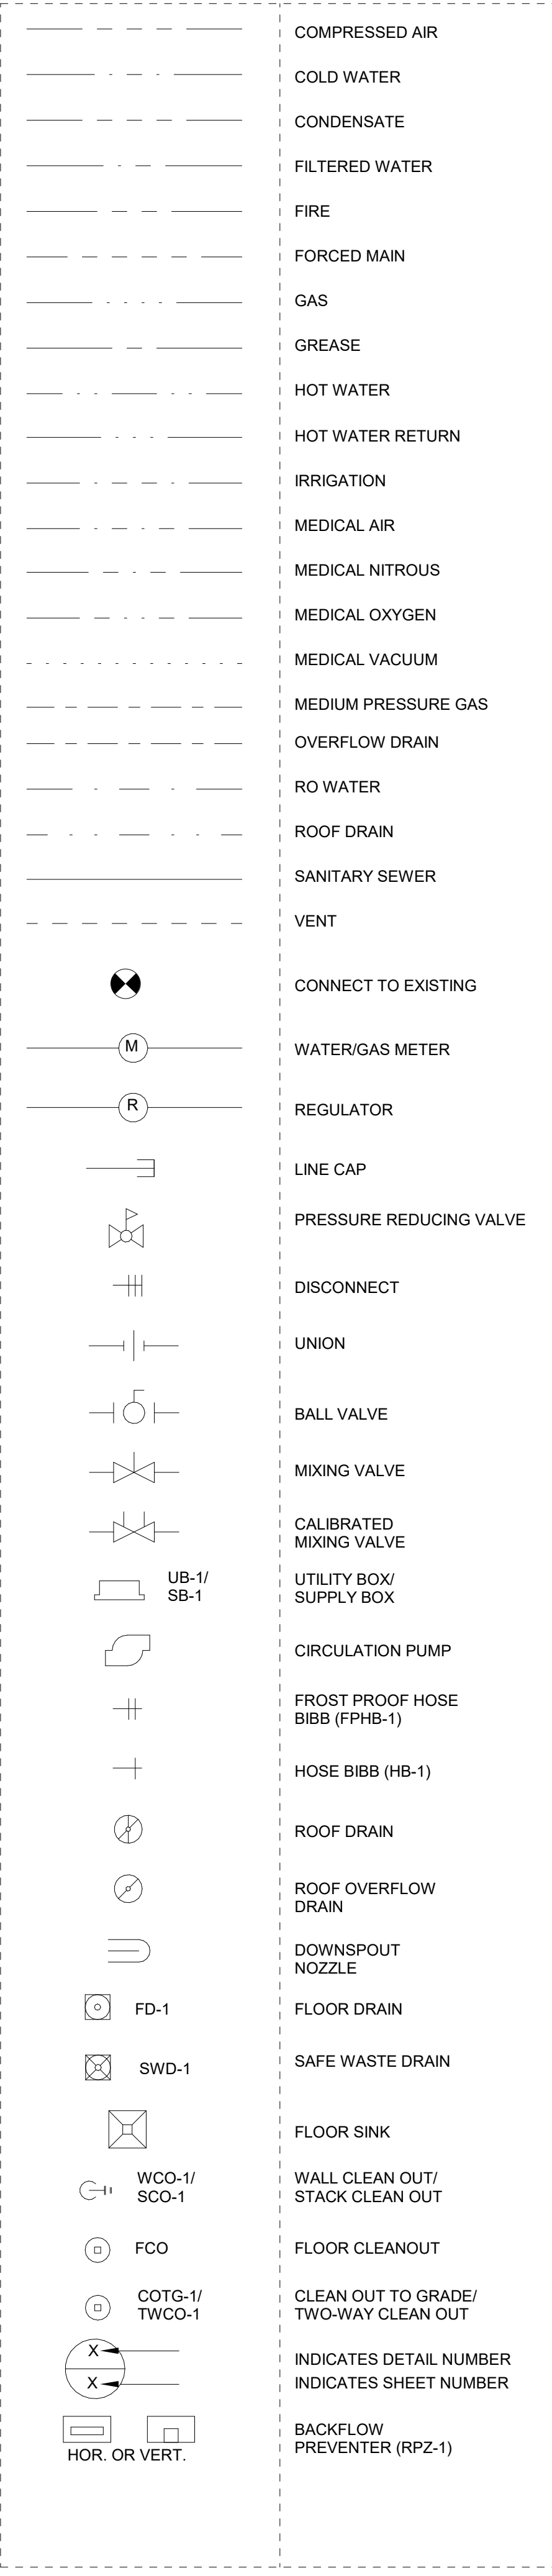 COMPRESSED AIR
COLD WATER
CONDENSATE
FILTERED WATER
FIRE
FORCED MAIN
GAS
GREASE
HOT WATER
HOT WATER RETURN
IRRIGATION
MEDICAL AIR
MEDICAL NITROUS
MEDICAL OXYGEN
MEDICAL VACUUM
MEDIUM PRESSURE GAS
OVERFLOW DRAIN
RO WATER
ROOF DRAIN
SANITARY SEWER
VENT
CONNECT TO EXISTING
M
WATER/GAS METER
R
REGULATOR
LINE CAP
PRESSURE REDUCING VALVE
DISCONNECT
UNION
BALL VALVE
MIXING VALVE
CALIBRATED
MIXING VALVE
UB-1/
SB-1
UTILITY BOX/
SUPPLY BOX
CIRCULATION PUMP
FROST PROOF HOSE
BIBB (FPHB-1)
HOSE BIBB (HB-1)
ROOF DRAIN
ROOF OVERFLOW
DRAIN
DOWNSPOUT
NOZZLE
FD-1
FLOOR DRAIN
SWD-1
SAFE WASTE DRAIN
FLOOR SINK
WCO-1/
SCO-1
WALL CLEAN OUT/
STACK CLEAN OUT
FCO
FLOOR CLEANOUT
COTG-1/
TWCO-1
CLEAN OUT TO GRADE/
TWO-WAY CLEAN OUT
X
INDICATES DETAIL NUMBER
X
INDICATES SHEET NUMBER
HOR. OR VERT.
BACKFLOW
PREVENTER (RPZ-1)